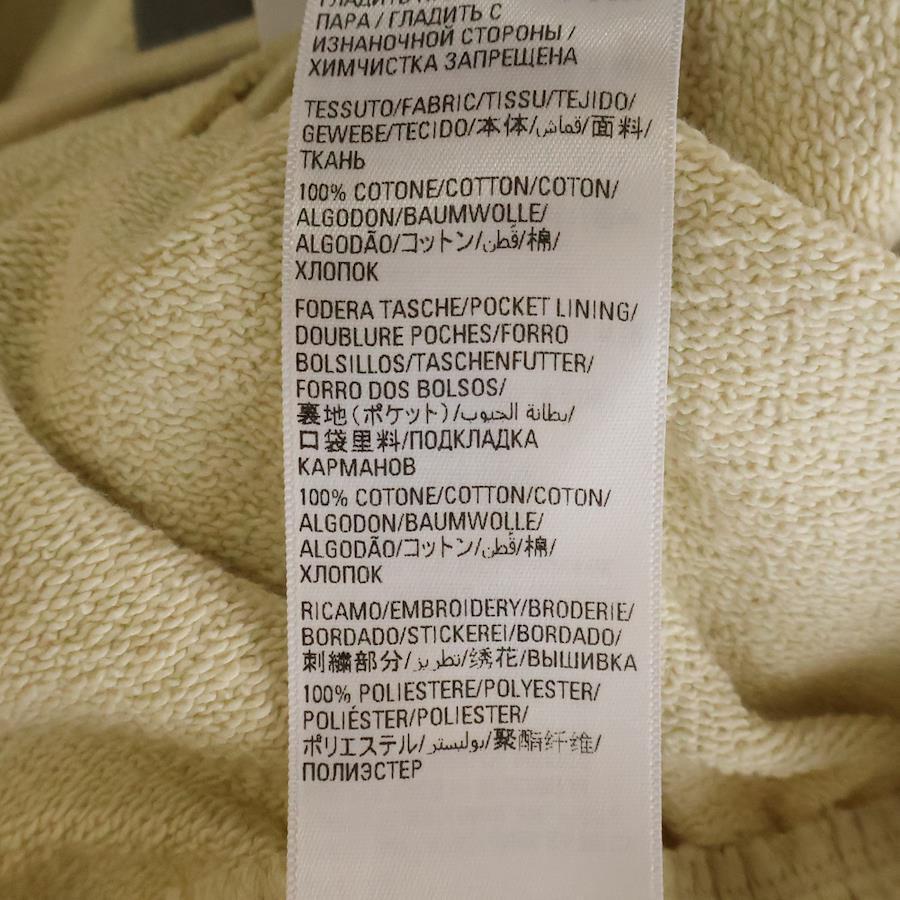 ГЛАДИТЬ
ПАРА / ГЛАДИТЬ С
ИЗНАНОЧНОЙ СТОРОНЫ /
ХИМЧИСТКА ЗАПРЕЩЕНА
TESSUTO/FABRIC/TISSU/TEJIDO/
GEWEBE/TECIDO/本体/قماش/面料/
ТКАНЬ
100% COTONE/COTTON/COTON/
ALGODON/BAUMWOLLE/
ALGODÃO/コットン/قُطن/棉/
ХЛОПОК
FODERA TASCHE/POCKET LINING/
DOUBLURE POCHES/FORRO
BOLSILLOS/TASCHENFUTTER/
FORRO DOS BOLSOS/
裏地(ポケット)/بطانة الجيوب/
口袋里料/ПОДКЛАДКА
КАРМАНОВ
100% COTONE/COTTON/COTON/
ALGODON/BAUMWOLLE/
ALGODÃO/コットン/قُطن/棉/
ХЛОПОК
RICAMO/EMBROIDERY/BRODERIE/
BORDADO/STICKEREI/BORDADO/
刺繍部分/تطريز/绣花/ВЫШИВКА
100% POLIESTERE/POLYESTER/
POLIÉSTER/POLIESTER/
ポリエステル/بوليستر/聚酯纤维/
ПОЛИЭСТЕР